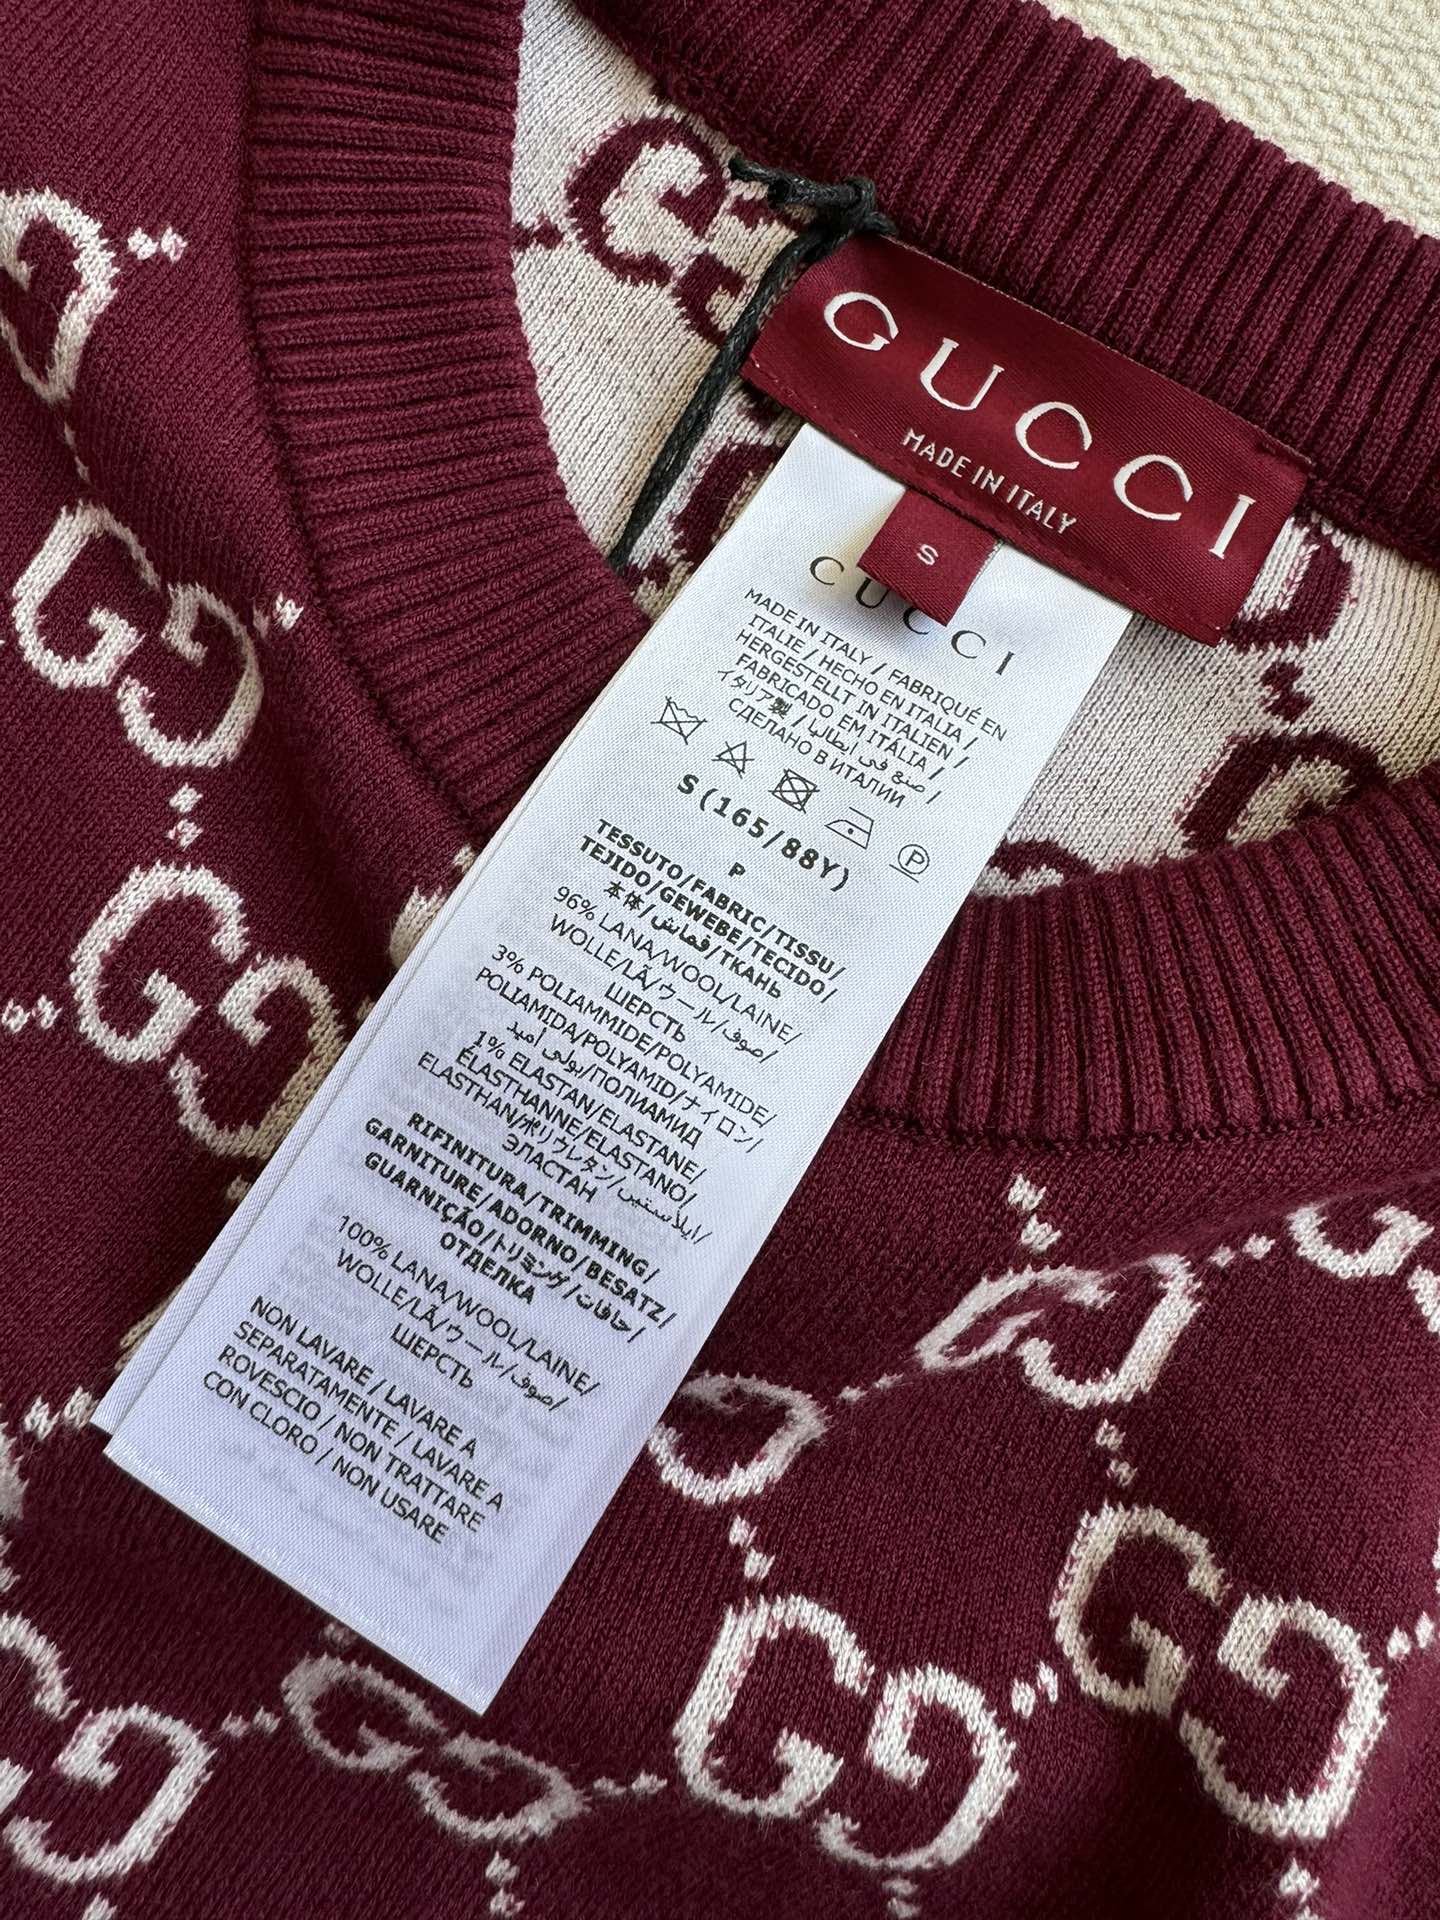 GUCCI
MADE IN ITALY
S
GUCCI
MADE IN ITALY / FABRIQUÉ EN
ITALIE / HECHO EN ITALIA /
HERGESTELLT IN ITALIEN /
FABRICADO EM ITÁLIA /
イタリア製 / صنع في ايطاليا /
СДЕЛАНО В ИТАЛИИ
P
S(165/88Y)
P
TESSUTO/FABRIC/TISSU/
TEJIDO/GEWEBE/TECIDO/
本体/قماش/ТКАНЬ
96% LANA/WOOL/LAINE/
WOLLE/LÃ/ウール/صوف/
ШЕРСТЬ
3% POLIAMMIDE/POLYAMIDE/
POLIAMIDA/POLYAMID/ナイロン/
بولي أميد/ПОЛИАМИД
1% ELASTAN/ELASTANE/
ÉLASTHANNE/ELASTANO/
ELASTHAN/ポリウレタン/إيلاستين/
ЭЛАСТАН
RIFINITURA/TRIMMING/
GARNITURE/ADORNO/BESATZ/
GUARNIÇÃO/トリミング/حافات/
ОТДЕЛКА
100% LANA/WOOL/LAINE/
WOLLE/LÃ/ウール/صوف/
ШЕРСТЬ
NON LAVARE / LAVARE A
SEPARATAMENTE / LAVARE A
ROVESCIO / NON TRATTARE
CON CLORO / NON USARE